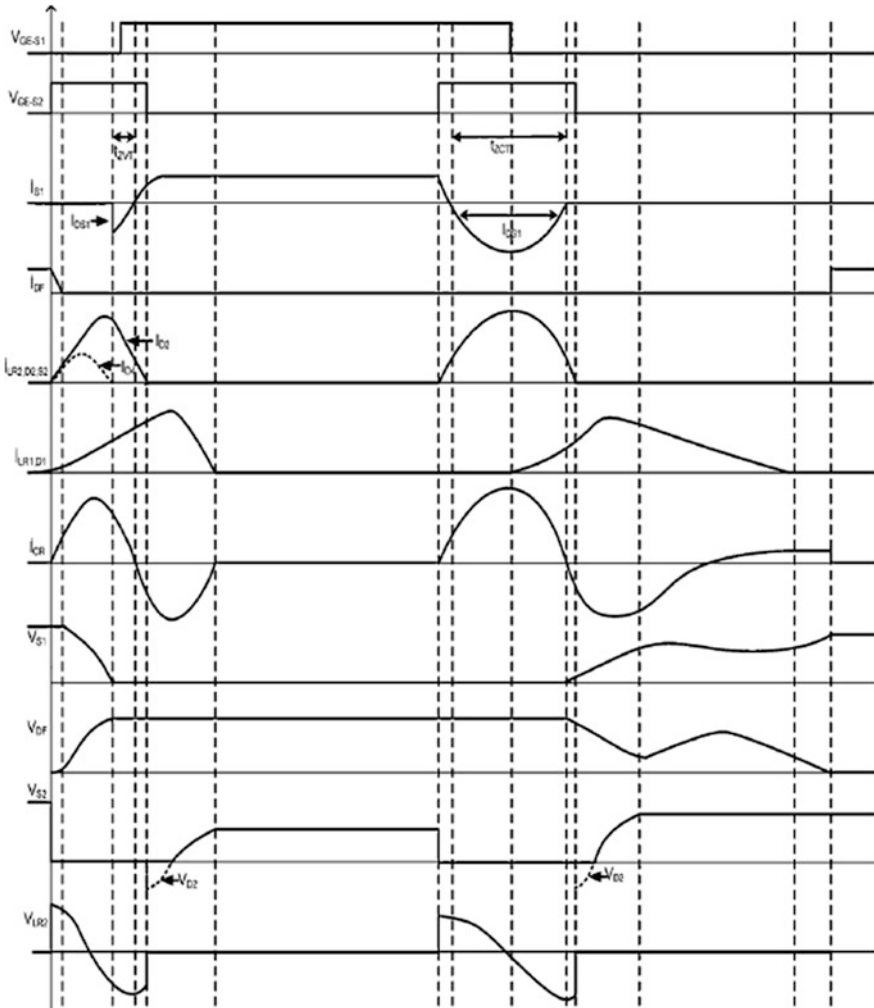 VGE-S1
VGE-S2
tZVT
tZCT
IS1
IDS1
IDS1
IDF
ID2
ILR2,D2,S2
ILR1,D1
ICR
VS1
VDF
VS2
VD2
VD2
VLR2